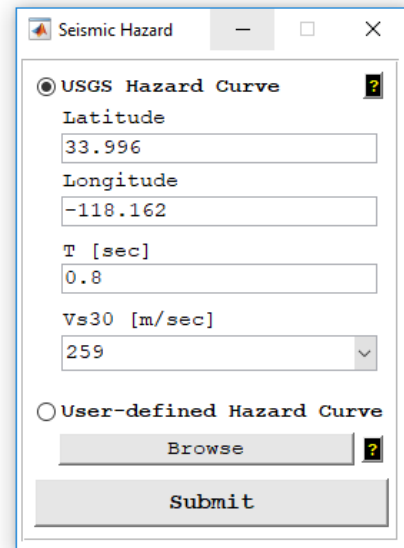 Seismic Hazard
USGS Hazard Curve ?
Latitude
33.996
Longitude
-118.162
T [sec]
0.8
Vs30 [m/sec]
259
User-defined Hazard Curve
Browse ?
Submit